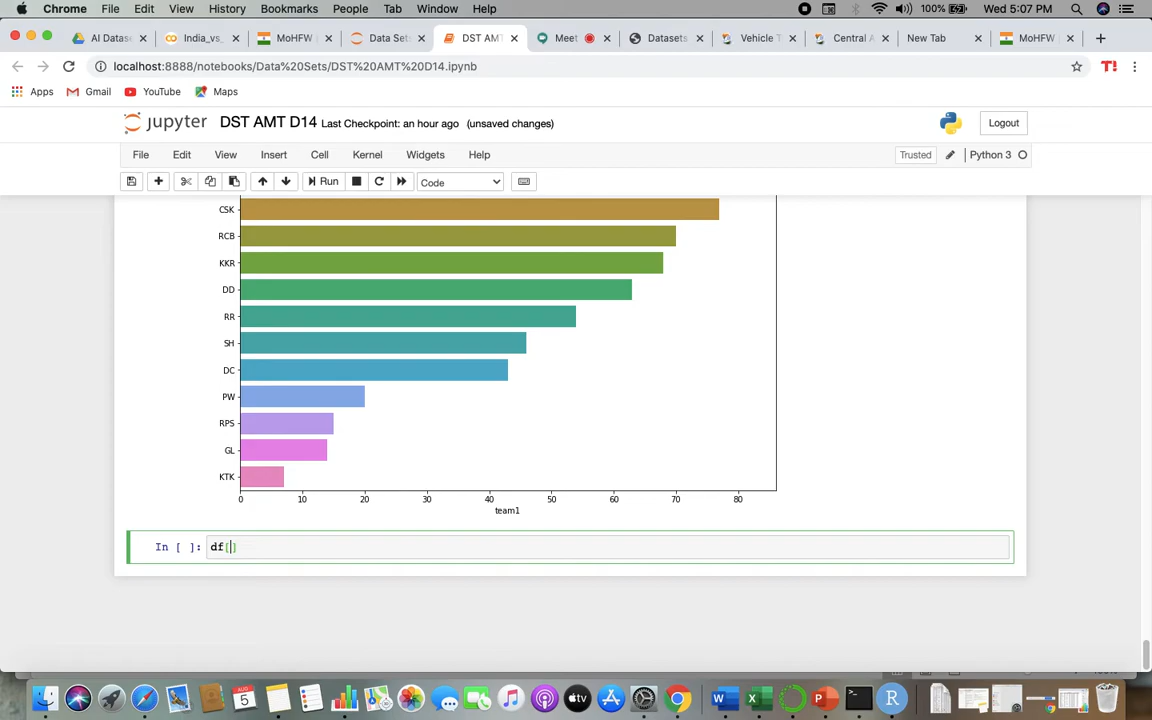 Chrome File Edit View History Bookmarks People Tab Window Help 100% Wed 5:07 PM
AI Datase India_vs_ MoHFW Data Sets DST AMT Meet Datasets Vehicle T Central A New Tab MoHFW
localhost:8888/notebooks/Data%20Sets/DST%20AMT%20D14.ipynb
Apps Gmail YouTube Maps
jupyter DST AMT D14 Last Checkpoint: an hour ago (unsaved changes) Logout
File Edit View Insert Cell Kernel Widgets Help Trusted Python 3
Run Code
CSK
RCB
KKR
DD
RR
SH
DC
PW
RPS
GL
KTK
0 10 20 30 40 50 60 70 80
team1
In [ ]: df[]